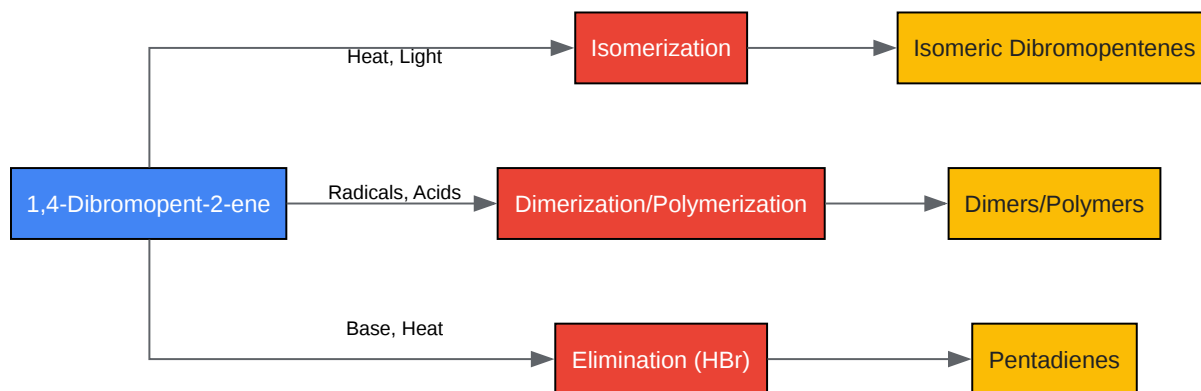 Heat, Light
Isomerization
Isomeric Dibromopentenes
1,4-Dibromopent-2-ene
Radicals, Acids
Dimerization/Polymerization
Dimers/Polymers
Base, Heat
Elimination (HBr)
Pentadienes